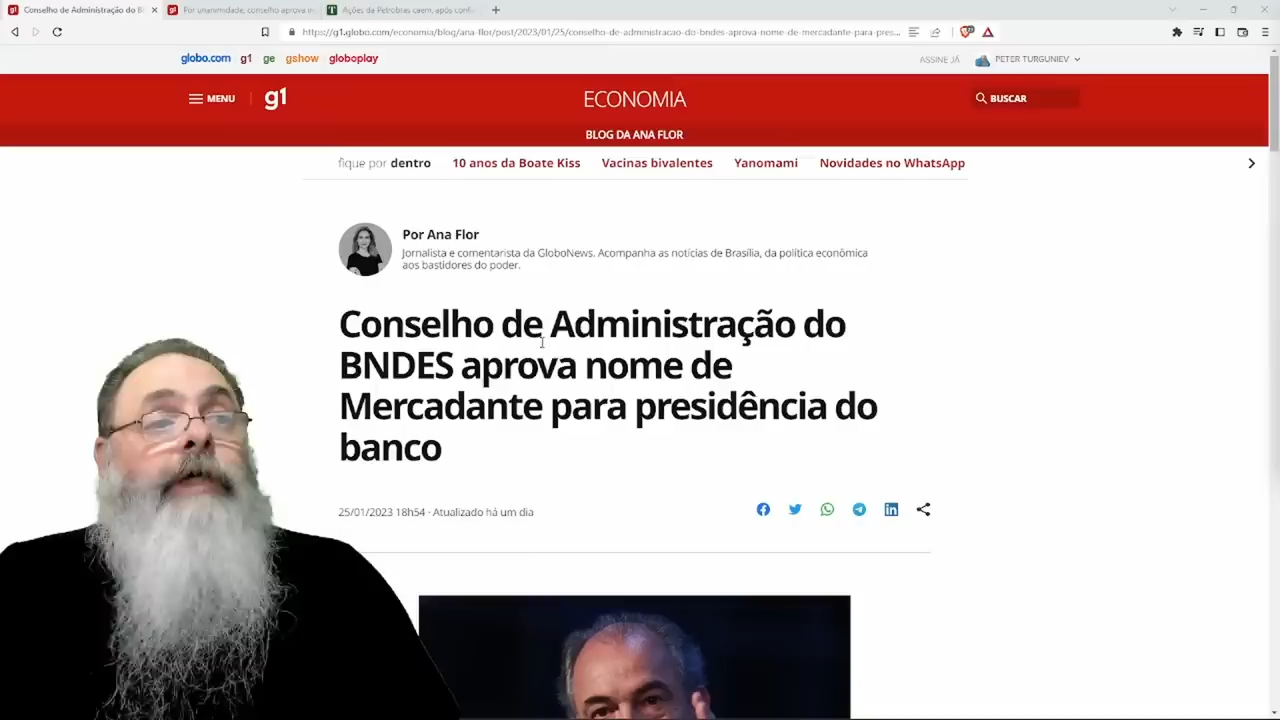 Conselho de Administração do B
Por unanimidade, conselho aprova n
Ações da Petrobras caem, após confi
https://g1.globo.com/economia/blog/ana-flor/post/2023/01/25/conselho-de-administracao-do-bndes-aprova-nome-de-mercadante-para-pres...
globo.com g1 ge gshow globoplay
ASSINE JÁ
PETER TURGUNIEV
MENU
g1
ECONOMIA
BUSCAR
BLOG DA ANA FLOR
fique por dentro
10 anos da Boate Kiss
Vacinas bivalentes
Yanomami
Novidades no WhatsApp
Por Ana Flor
Jornalista e comentarista da GloboNews. Acompanha as notícias de Brasília, da política econômica
aos bastidores do poder.
Conselho de Administração do
BNDES aprova nome de
Mercadante para presidência do
banco
25/01/2023 18h54 · Atualizado há um dia